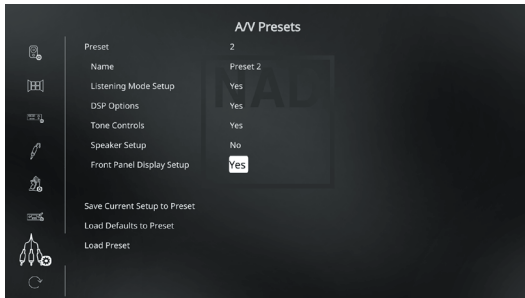 A/V Presets
Preset 2
Name Preset 2
Listening Mode Setup Yes
DSP Options Yes
Tone Controls Yes
Speaker Setup No
Front Panel Display Setup Yes
Save Current Setup to Preset
Load Defaults to Preset
Load Preset
NAD